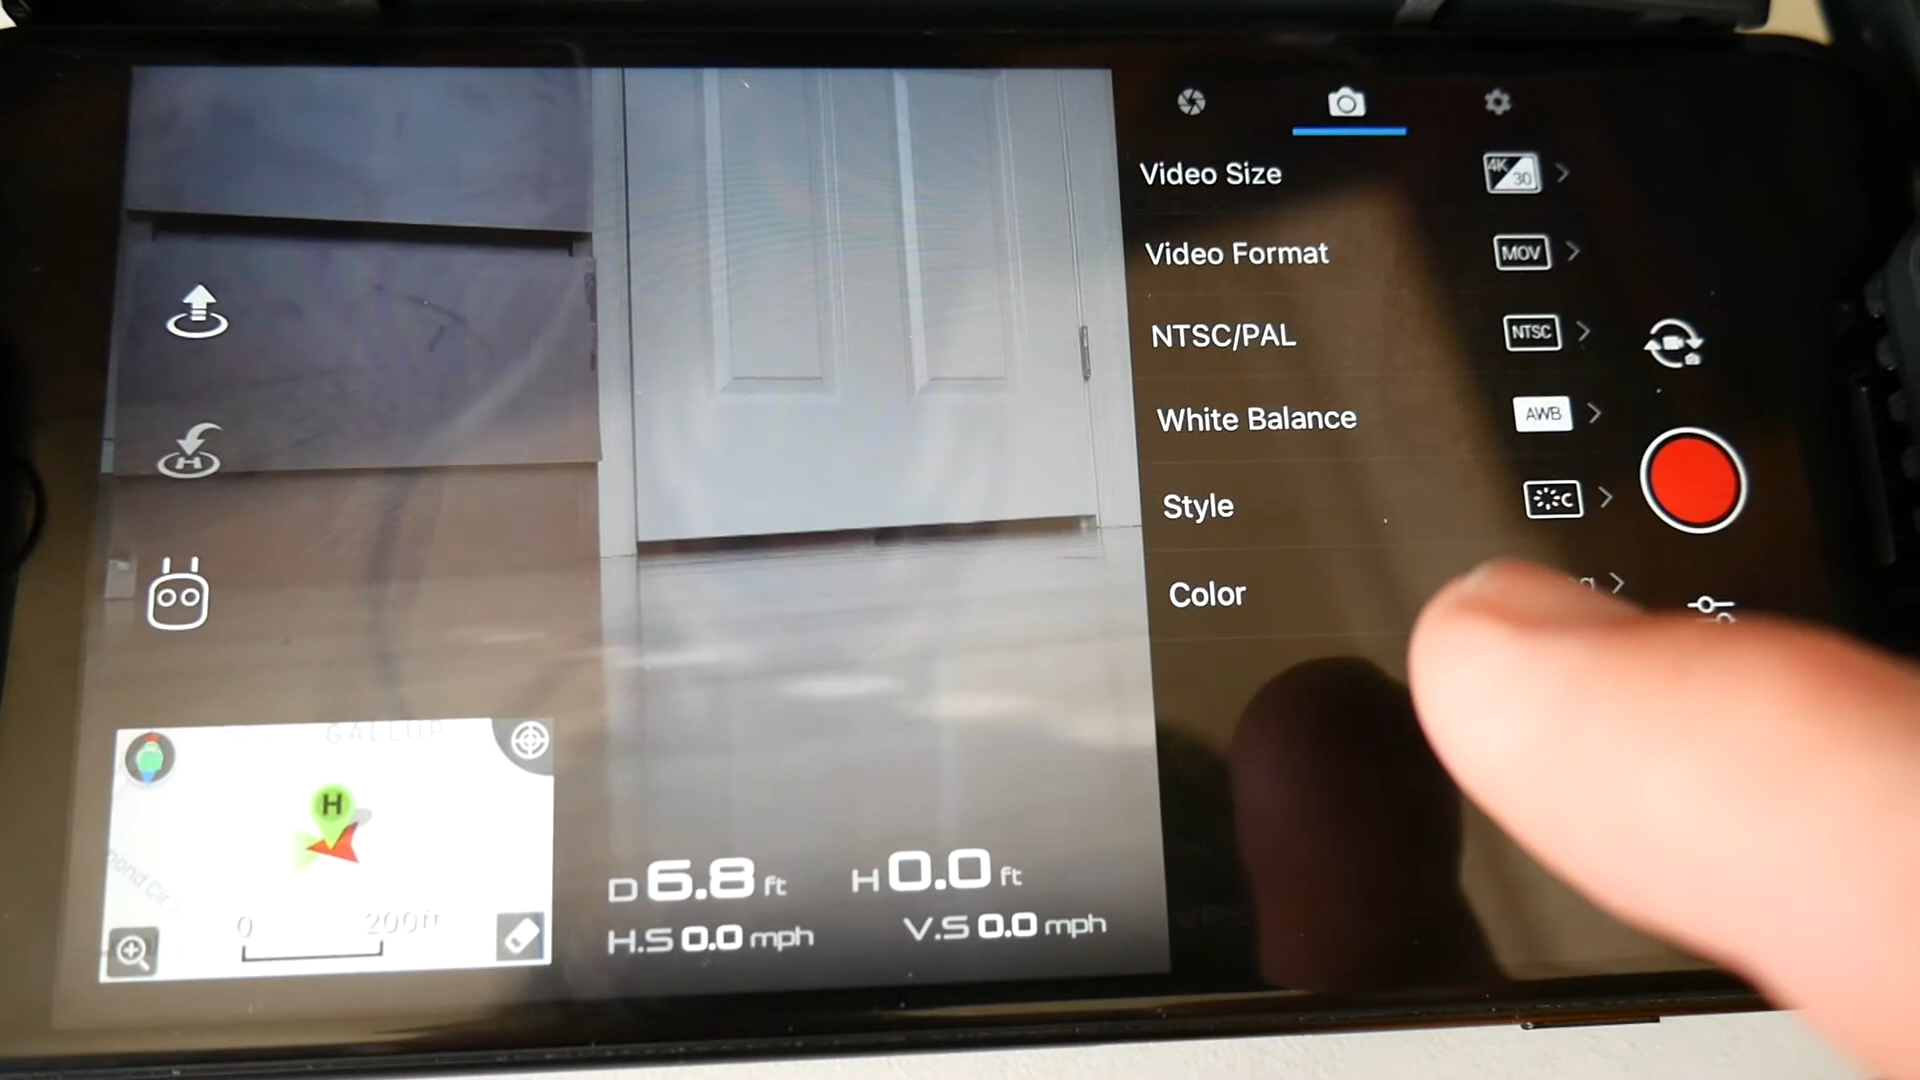 Video Size 4K 30
Video Format MOV
NTSC/PAL NTSC
White Balance AWB
Style C
Color
GALLUP
H
0 200ft
D 6.8 ft H 0.0 ft
H.S 0.0 mph V.S 0.0 mph